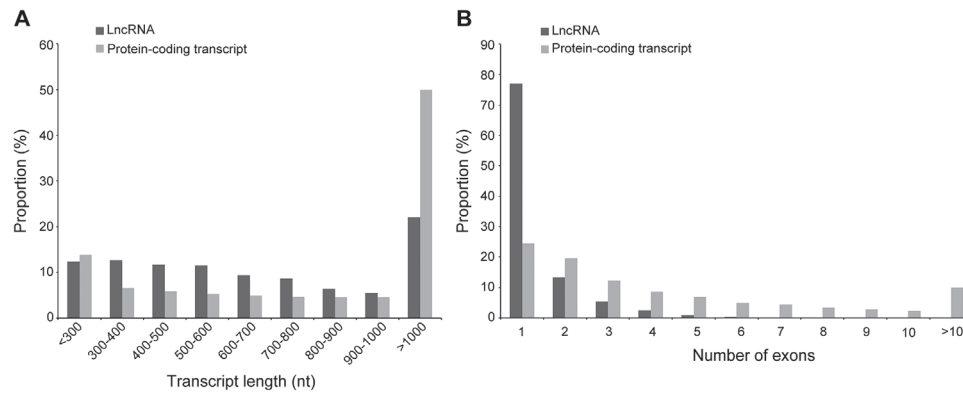 A
LncRNA
Protein-coding transcript
60
50
40
30
20
10
0
Proportion (%)
<300
300-400
400-500
500-600
600-700
700-800
800-900
900-1000
>1000
Transcript length (nt)
B
LncRNA
Protein-coding transcript
90
80
70
60
50
40
30
20
10
0
Proportion (%)
1 2 3 4 5 6 7 8 9 10 >10
Number of exons